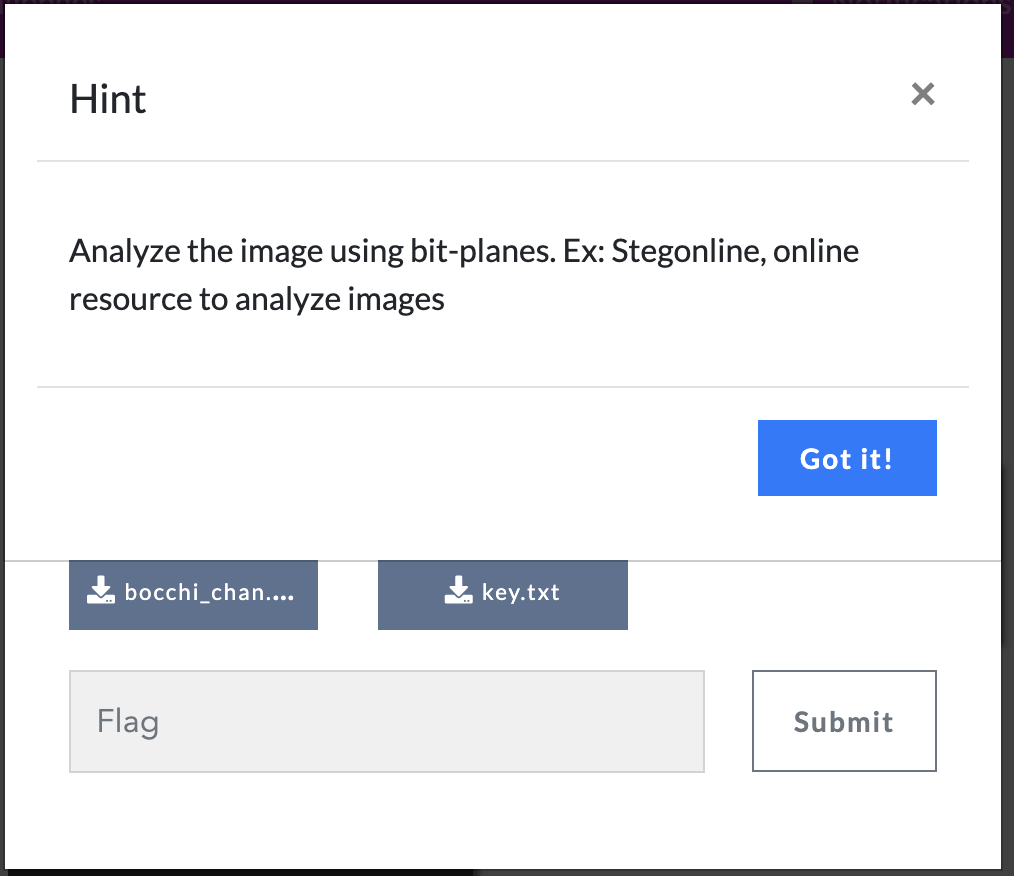 Hint
×
Analyze the image using bit-planes. Ex: Stegonline, online
resource to analyze images
Got it!
bocchi_chan....
key.txt
Flag
Submit